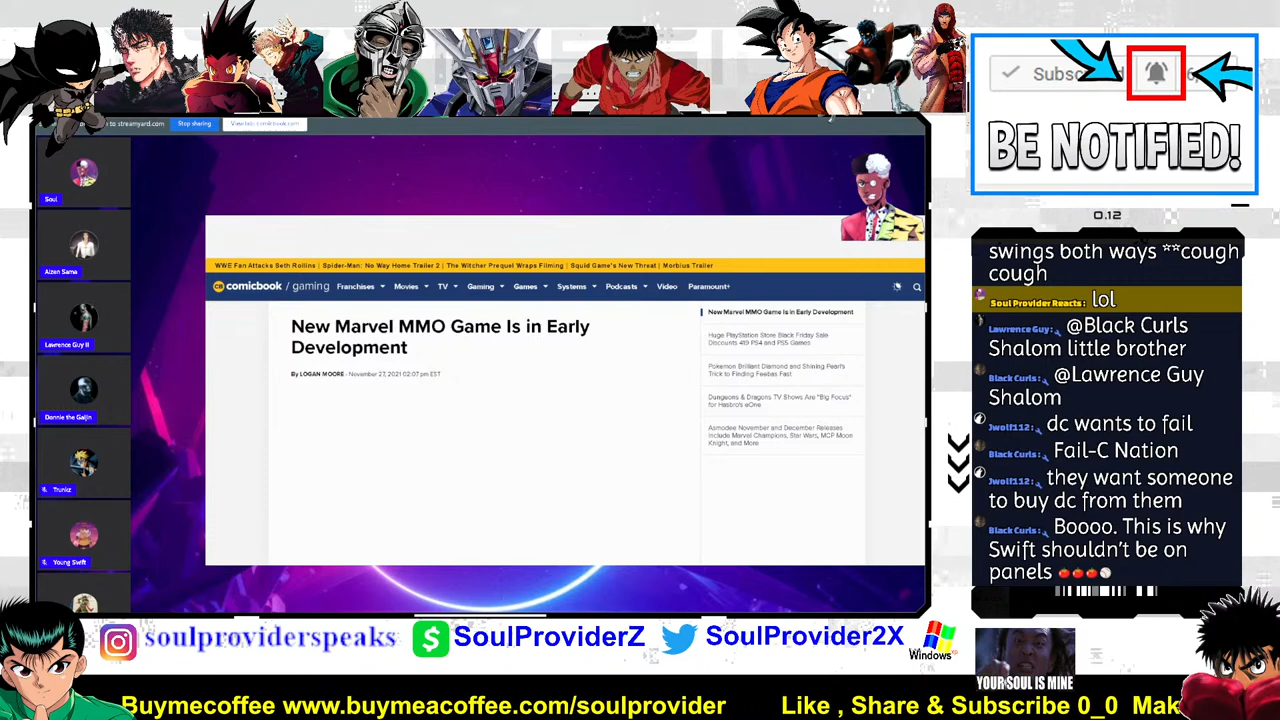 to streamyard.com
Stop sharing
View tab: comicbook.com
Soul
Aizen Sama
Lawrence Guy II
Donnie the Gaijin
Trunkz
Young Swift
WWE Fan Attacks Seth Rollins | Spider-Man: No Way Home Trailer 2 | The Witcher Prequel Wraps Filming | Squid Game's New Threat | Morbius Trailer
CB comicbook / gaming Franchises Movies TV Gaming Games Systems Podcasts Video Paramount+
New Marvel MMO Game Is in Early
Development
By LOGAN MOORE - November 27, 2021 02:07 pm EST
New Marvel MMO Game Is in Early Development
Huge PlayStation Store Black Friday Sale
Discounts 419 PS4 and PS5 Games
Pokemon Brilliant Diamond and Shining Pearl's
Trick to Finding Feebas Fast
Dungeons & Dragons TV Shows Are "Big Focus"
for Hasbro's eOne
Asmodee November and December Releases
Include Marvel Champions, Star Wars, MCP Moon
Knight, and More
BE NOTIFIED!
0.12
swings both ways **cough
cough
Soul Provider Reacts: lol
Lawrence Guy: @Black Curls
Shalom little brother
Black Curls: @Lawrence Guy
Shalom
Jwolf112: dc wants to fail
Black Curls: Fail-C Nation
Jwolf112: they want someone
to buy dc from them
Black Curls: Boooo. This is why
Swift shouldn't be on
panels 🍅🍅🍅⚾
soulproviderspeaks SoulProviderZ SoulProvider2X
Windows
YOUR SOUL IS MINE
Buymecoffee www.buymeacoffee.com/soulprovider Like , Share & Subscribe 0_0 Mak